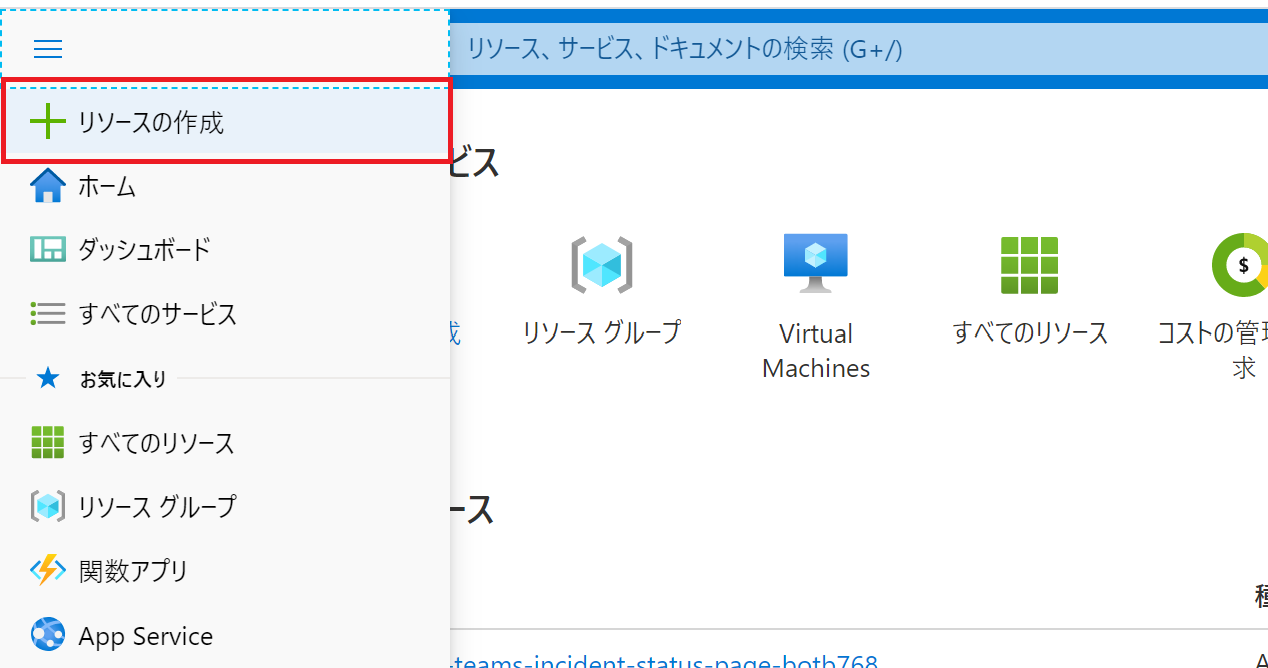 リソース、サービス、ドキュメントの検索 (G+/)
リソースの作成
ホーム
ダッシュボード
すべてのサービス
お気に入り
すべてのリソース
リソース グループ
関数アプリ
App Service
ビス
成
リソース グループ
Virtual
Machines
すべてのリソース
$
コストの管理
求
ース
種
-teams-incident-status-page-botb768
A